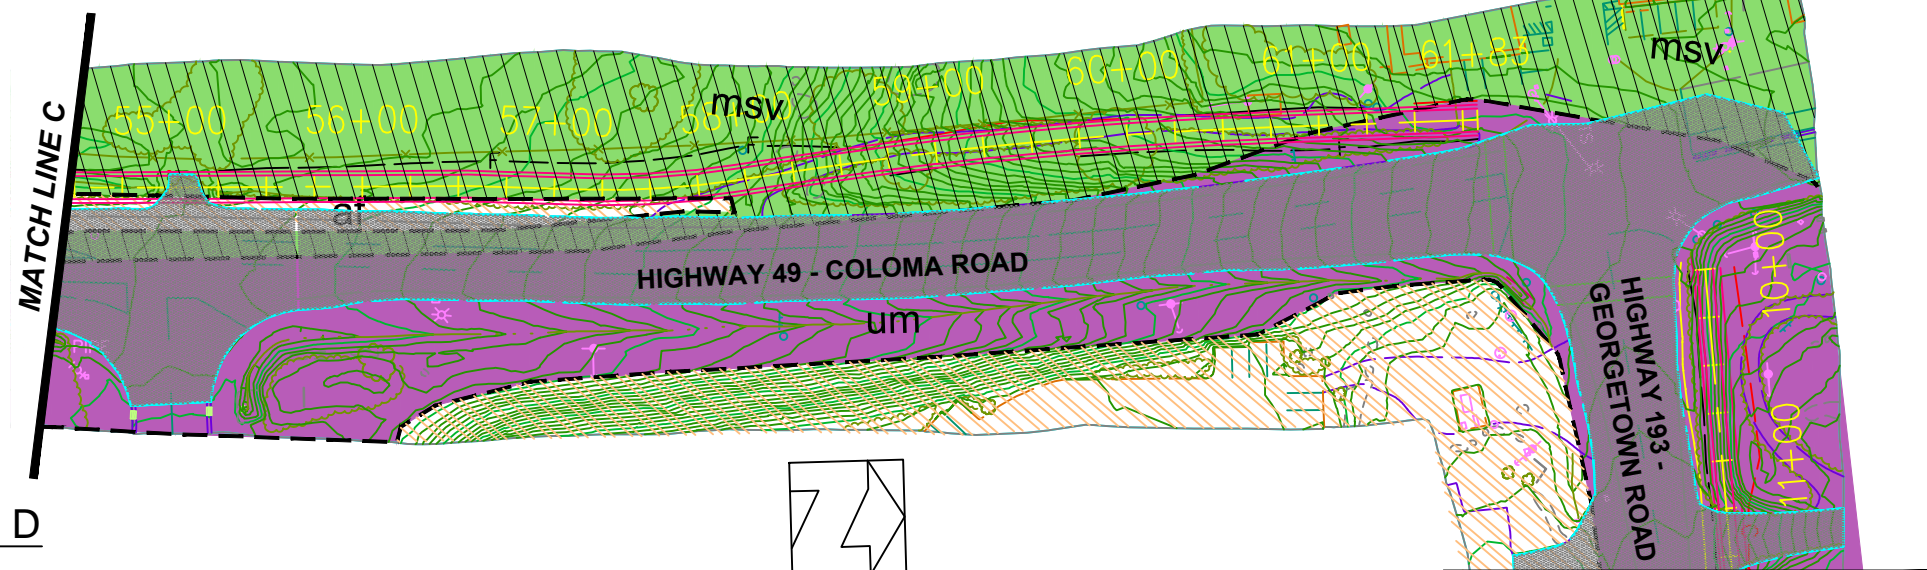 MATCH LINE C
55+00
56+00
57+00
msv
59+00
60+00
61+00
61+83
msv
af
HIGHWAY 49 - COLOMA ROAD
um
HIGHWAY 193 -
GEORGETOWN ROAD
10+00
11+00
D